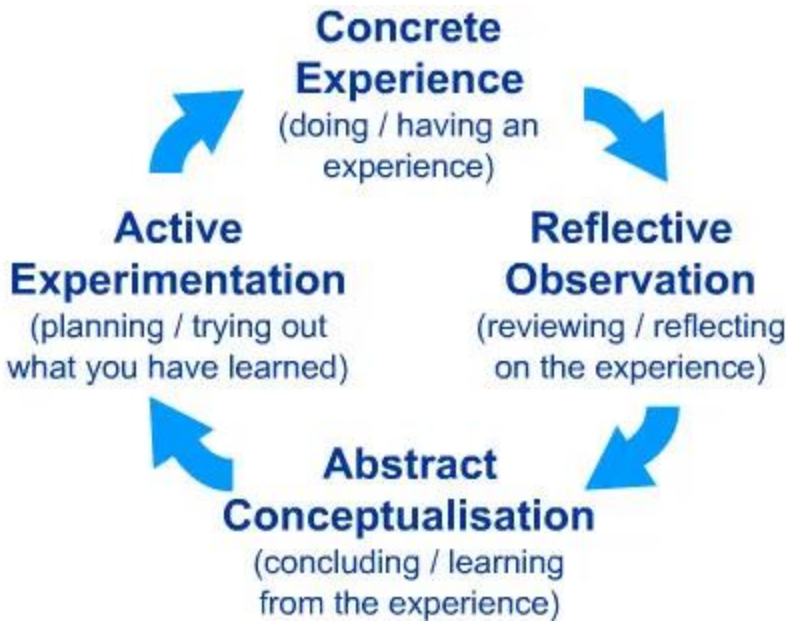 Concrete
Experience
(doing / having an
experience)
Reflective
Observation
(reviewing / reflecting
on the experience)
Abstract
Conceptualisation
(concluding / learning
from the experience)
Active
Experimentation
(planning / trying out
what you have learned)